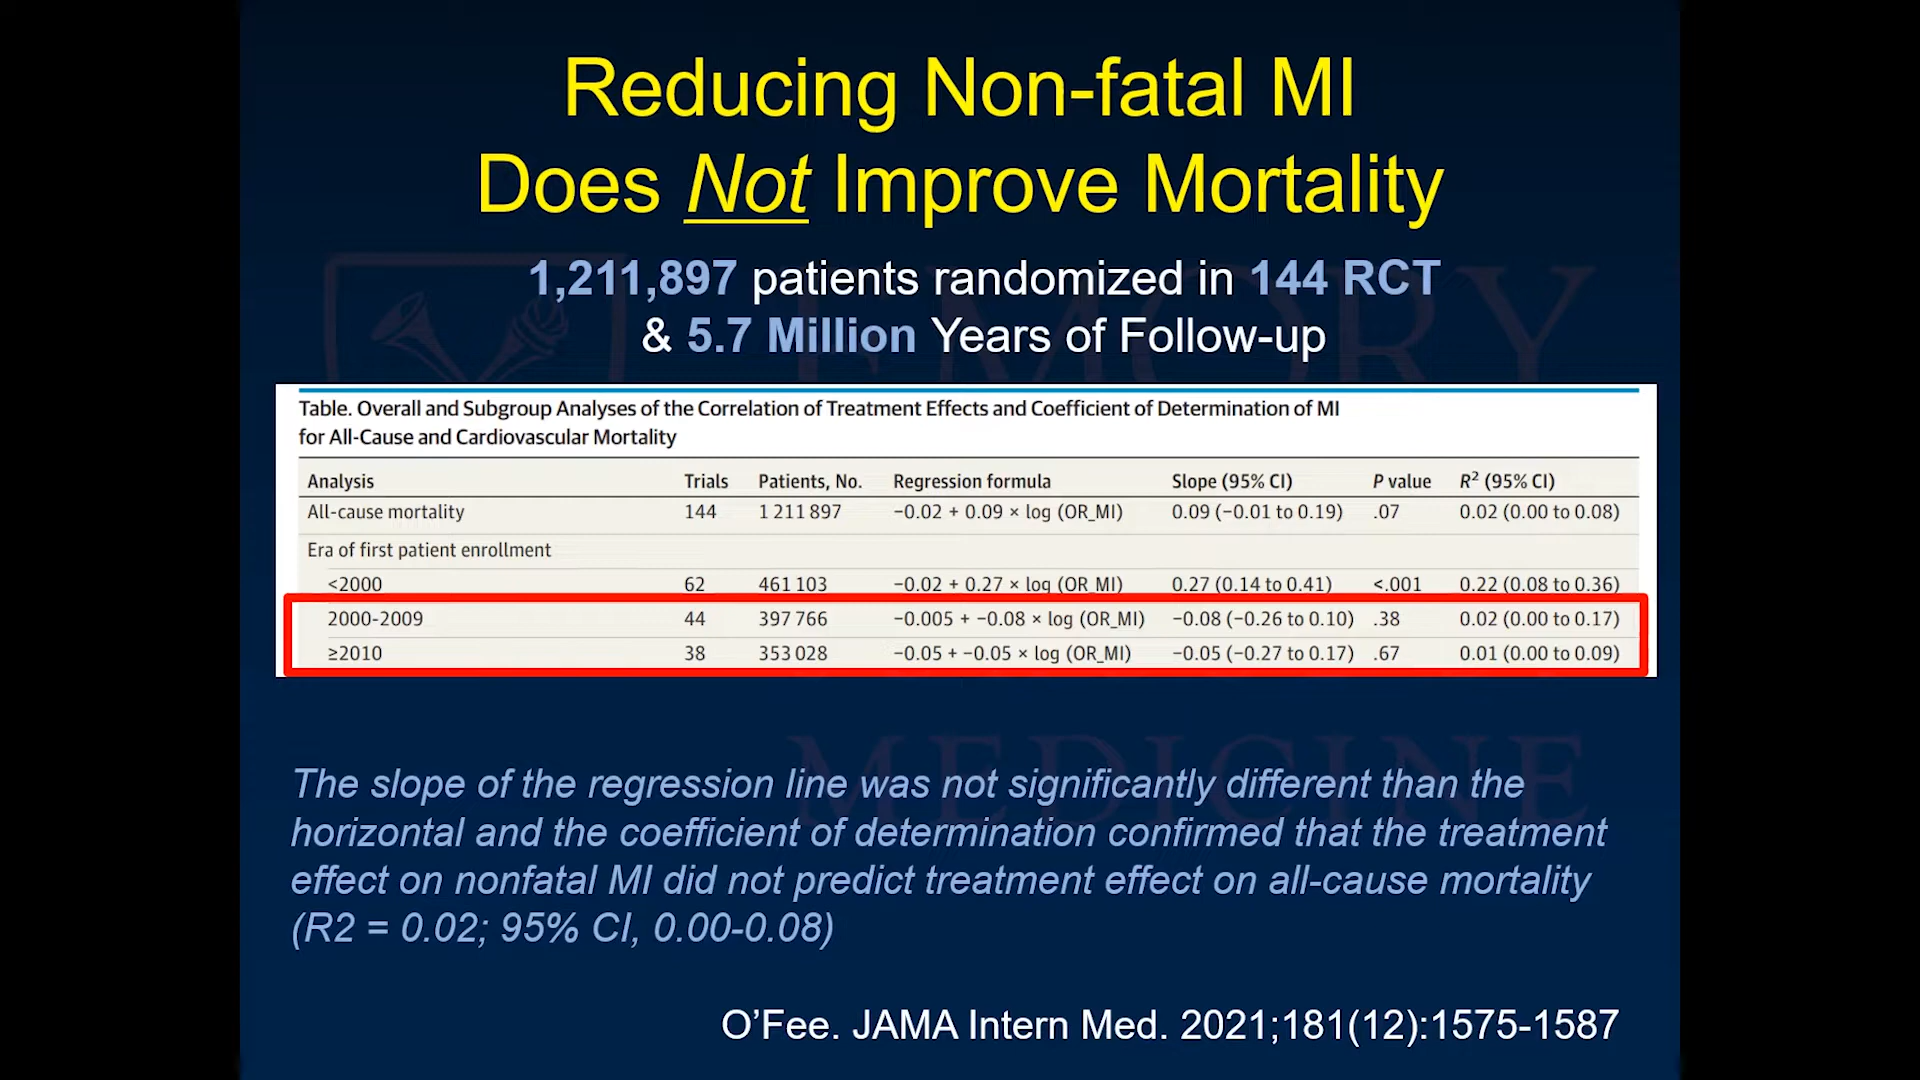 Reducing Non-fatal MI
Does Not Improve Mortality
1,211,897 patients randomized in 144 RCT
& 5.7 Million Years of Follow-up
EMORY
MEDICINE
Table. Overall and Subgroup Analyses of the Correlation of Treatment Effects and Coefficient of Determination of MI
for All-Cause and Cardiovascular Mortality
Analysis Trials Patients, No. Regression formula Slope (95% CI) P value R² (95% CI)
All-cause mortality 144 1 211 897 −0.02 + 0.09 × log (OR_MI) 0.09 (−0.01 to 0.19) .07 0.02 (0.00 to 0.08)
Era of first patient enrollment
<2000 62 461 103 −0.02 + 0.27 × log (OR_MI) 0.27 (0.14 to 0.41) <.001 0.22 (0.08 to 0.36)
2000-2009 44 397 766 −0.005 + −0.08 × log (OR_MI) −0.08 (−0.26 to 0.10) .38 0.02 (0.00 to 0.17)
≥2010 38 353 028 −0.05 + −0.05 × log (OR_MI) −0.05 (−0.27 to 0.17) .67 0.01 (0.00 to 0.09)
The slope of the regression line was not significantly different than the
horizontal and the coefficient of determination confirmed that the treatment
effect on nonfatal MI did not predict treatment effect on all-cause mortality
(R2 = 0.02; 95% CI, 0.00-0.08)
O’Fee. JAMA Intern Med. 2021;181(12):1575-1587